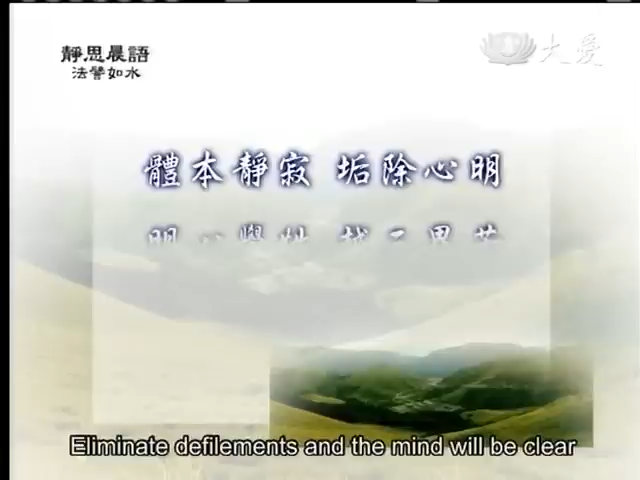 靜思晨語
法譬如水
大愛
體本靜寂 垢除心明
Eliminate defilements and the mind will be clear